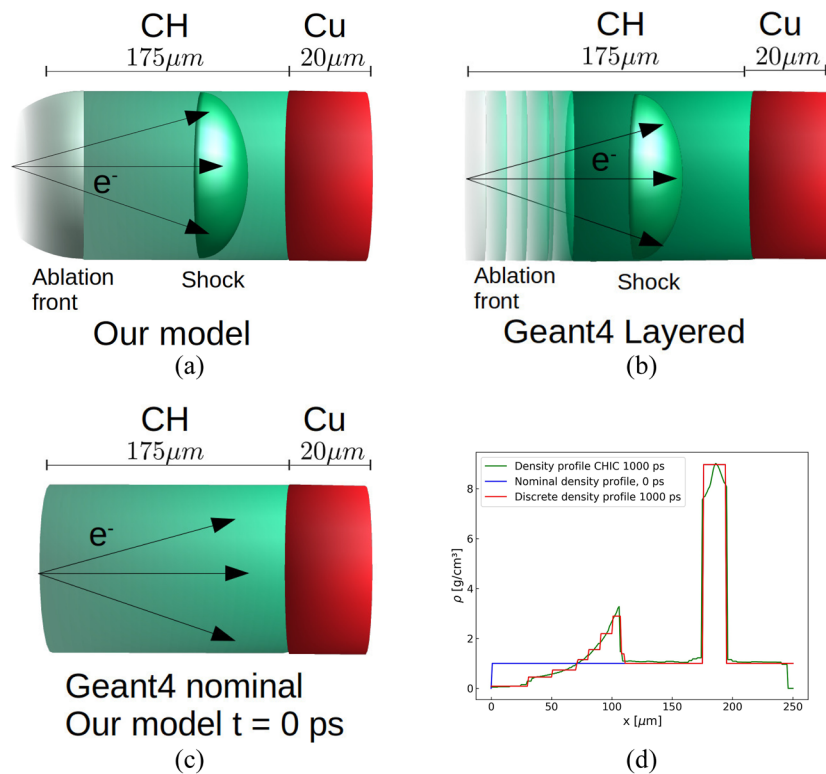 CH Cu
175μm 20μm
e-
Ablation
front
Shock
Our model
(a)
CH Cu
175μm 20μm
e-
Ablation
front
Shock
Geant4 Layered
(b)
CH Cu
175μm 20μm
e-
Geant4 nominal
Our model t = 0 ps
(c)
Density profile CHIC 1000 ps
Nominal density profile, 0 ps
Discrete density profile 1000 ps
ρ [g/cm³]
8
6
4
2
0
0 50 100 150 200 250
x [μm]
(d)